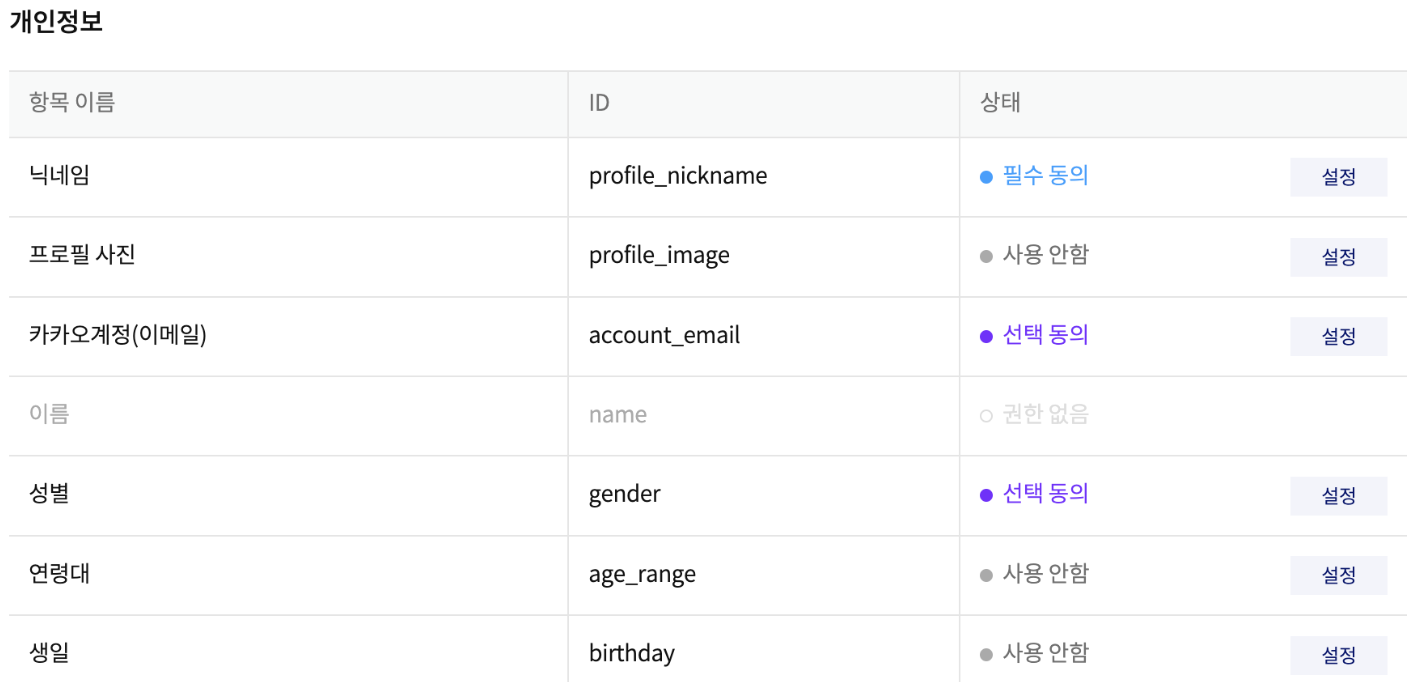 개인정보
항목 이름 ID 상태
닉네임 profile_nickname 필수 동의 설정
프로필 사진 profile_image 사용 안함 설정
카카오계정(이메일) account_email 선택 동의 설정
이름 name 권한 없음
성별 gender 선택 동의 설정
연령대 age_range 사용 안함 설정
생일 birthday 사용 안함 설정